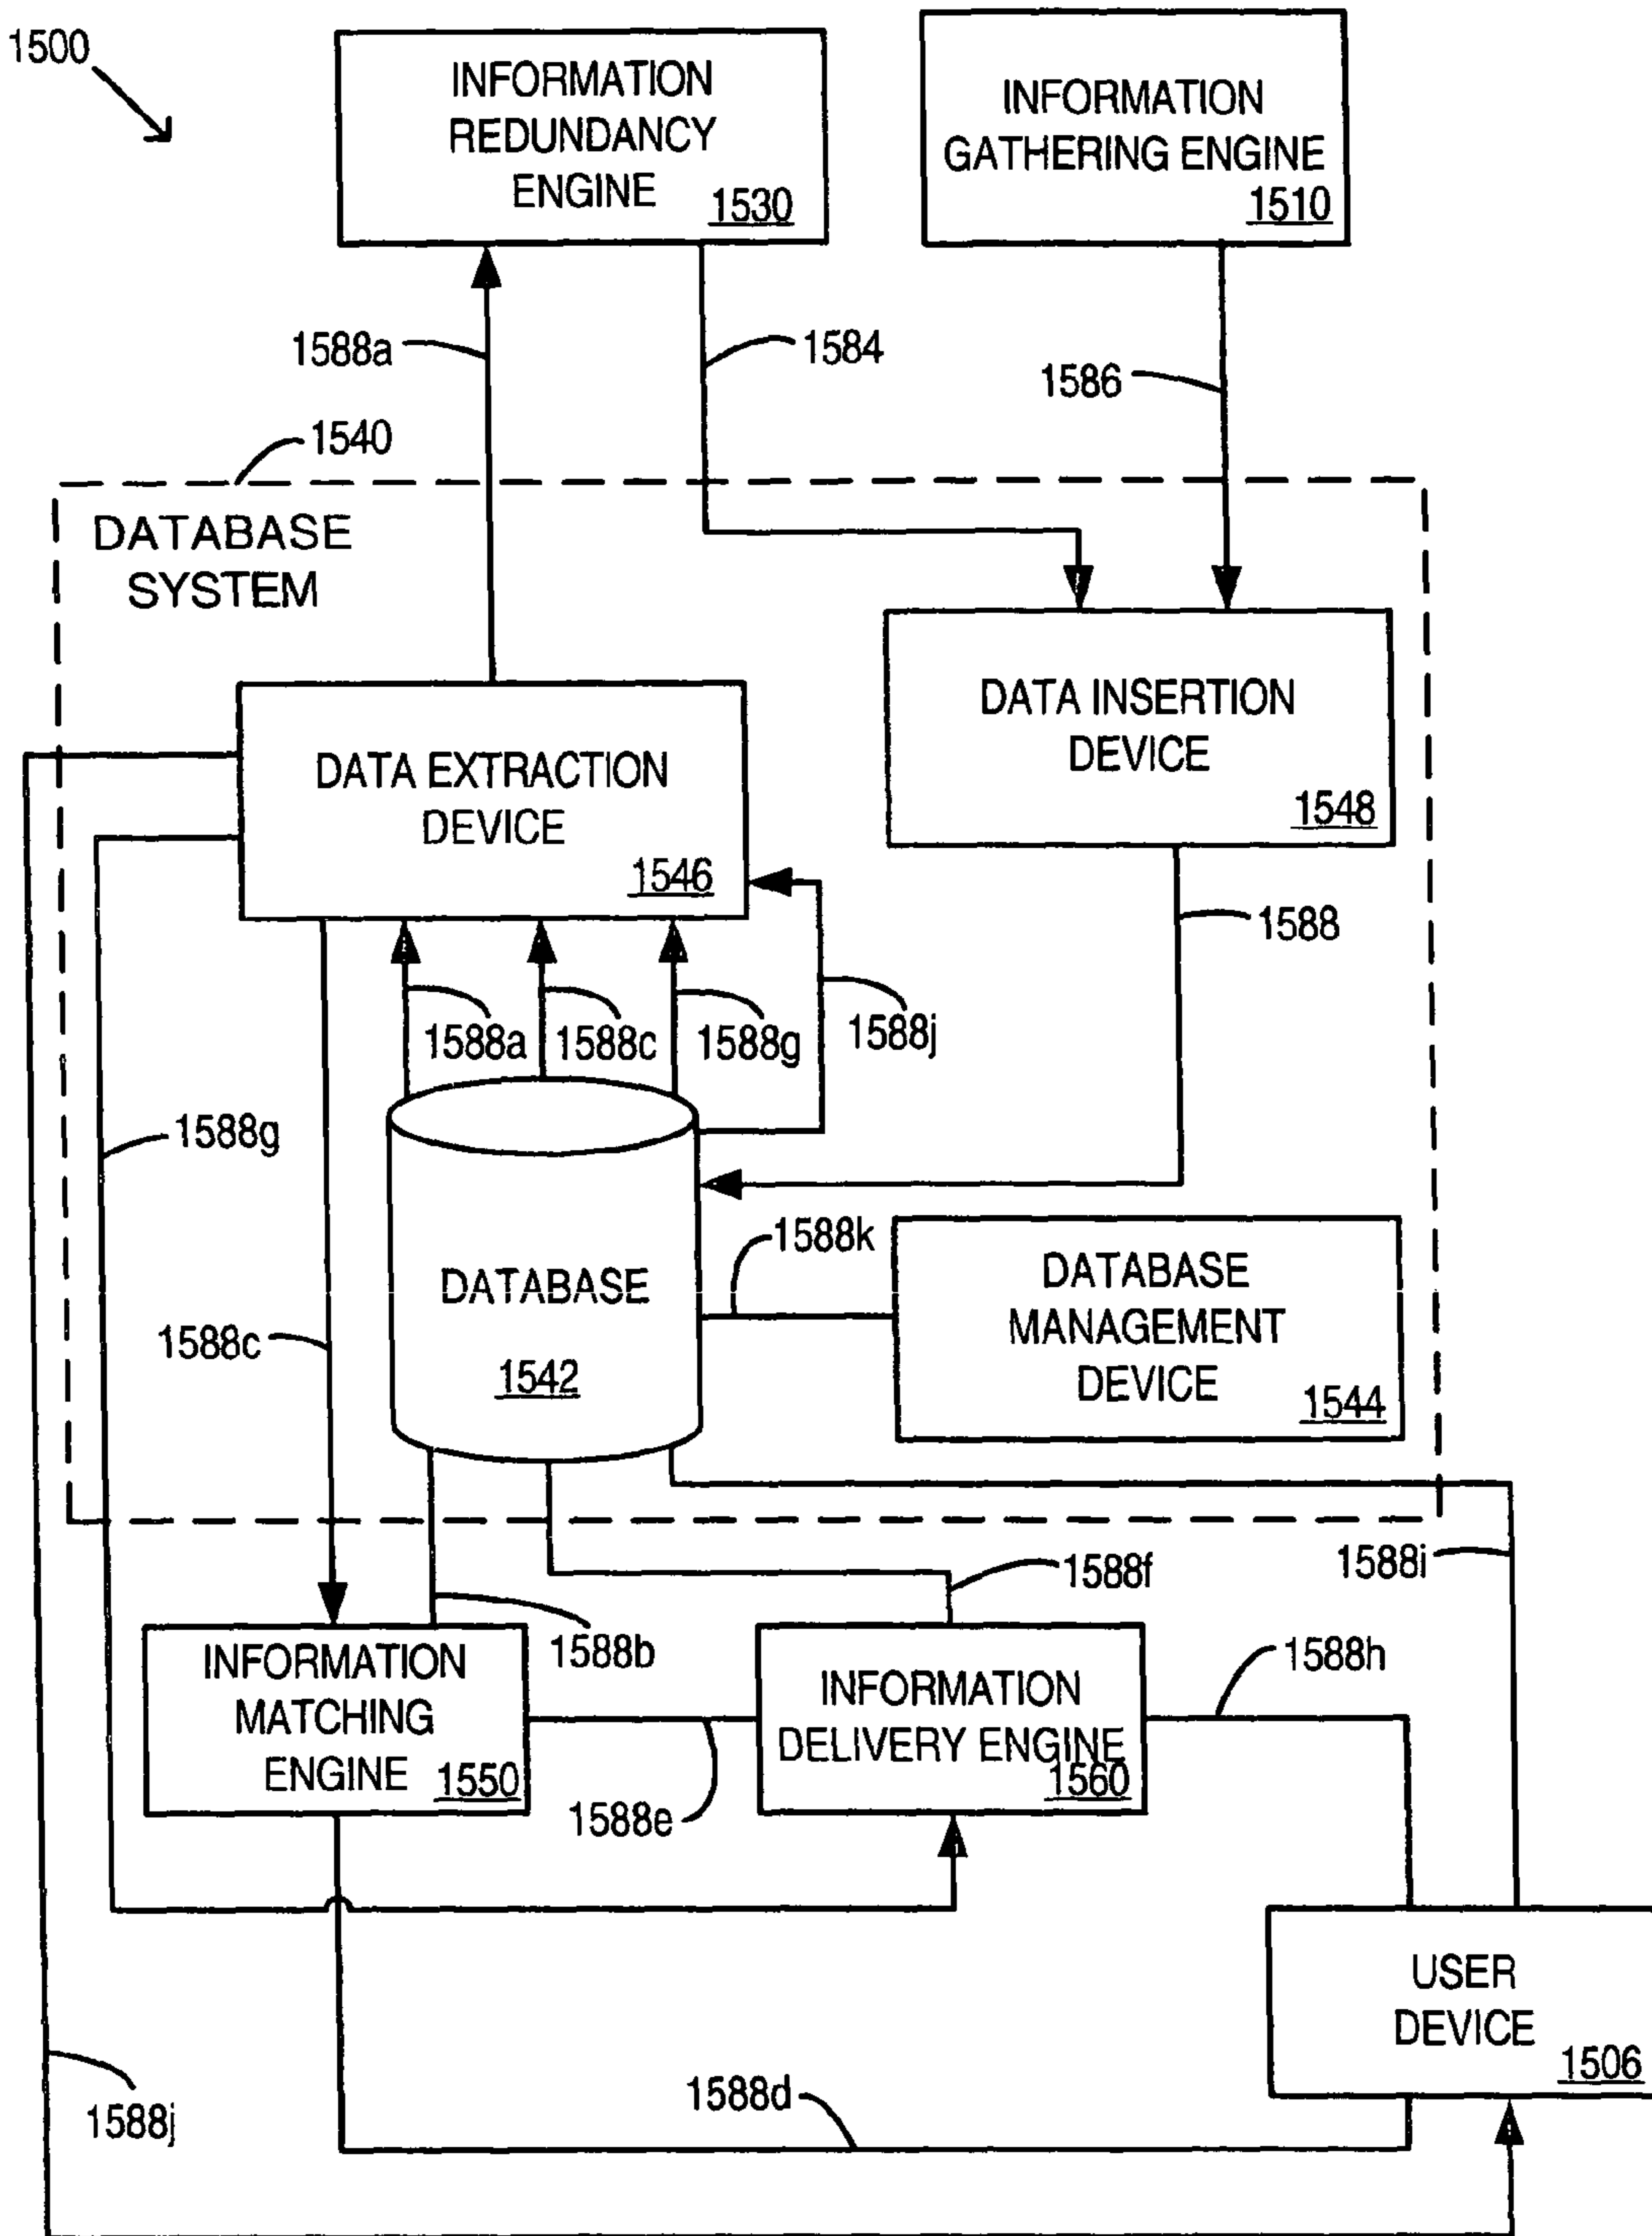 1500
INFORMATION
REDUNDANCY
ENGINE
1530
INFORMATION
GATHERING ENGINE
1510
1588a
1584
1586
1540
DATABASE
SYSTEM
DATA EXTRACTION
DEVICE
1546
DATA INSERTION
DEVICE
1548
1588
1588a
1588c
1588g
1588j
1588g
1588k
DATABASE
1542
DATABASE
MANAGEMENT
DEVICE
1544
1588c
1588f
1588i
1588b
1588h
INFORMATION
MATCHING
ENGINE
1550
INFORMATION
DELIVERY ENGINE
1560
1588e
USER
DEVICE
1506
1588d
1588j